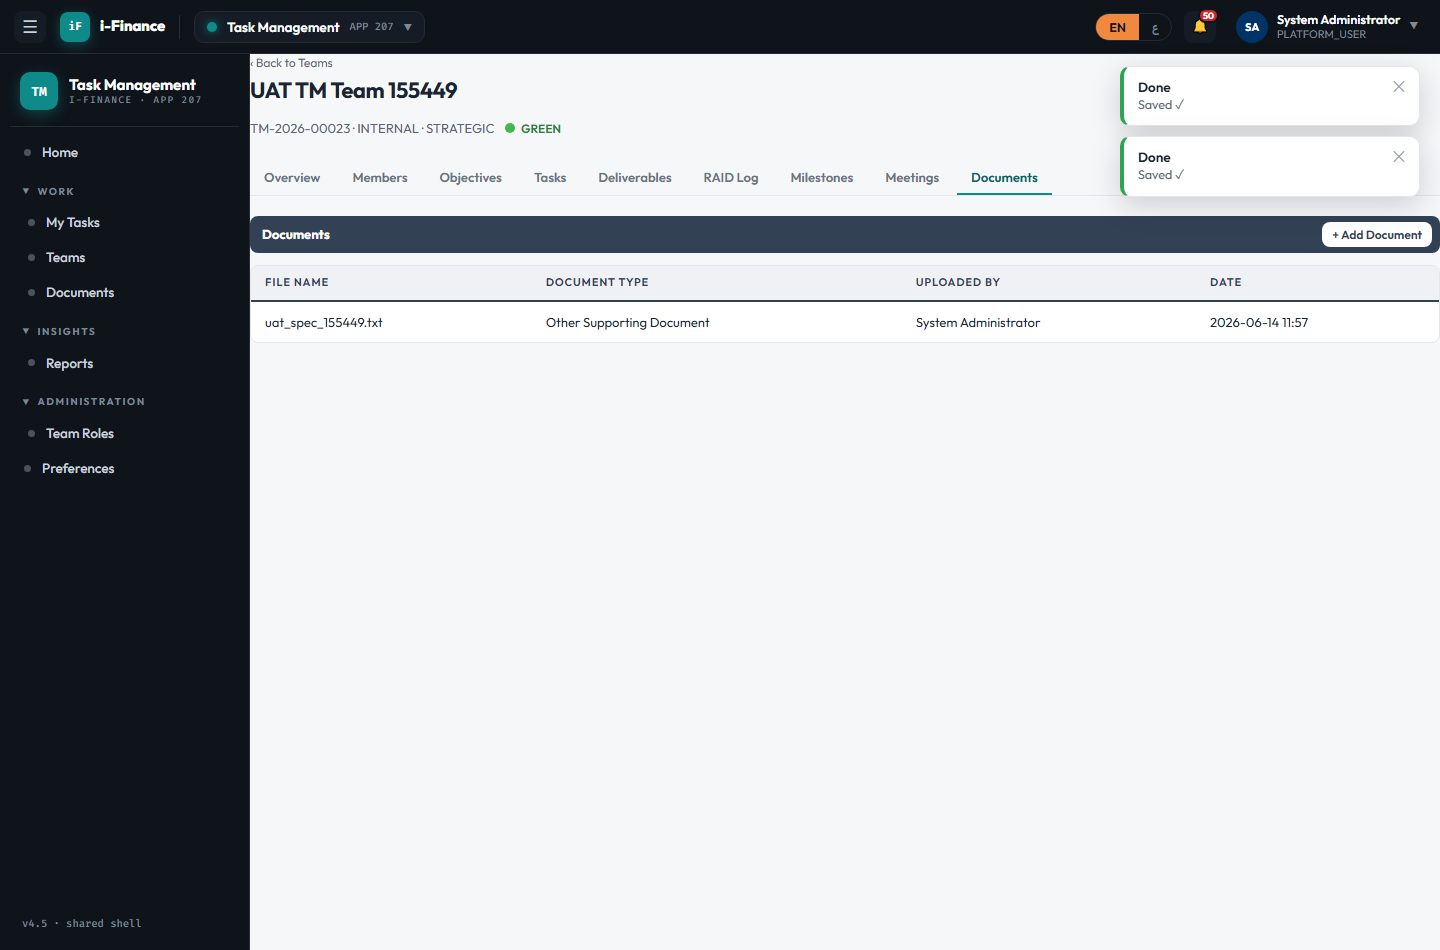 iF i-Finance Task Management APP 207 ▼ EN ع 50 SA System Administrator ▼
PLATFORM_USER
TM Task Management
I-FINANCE · APP 207
Home
▼ WORK
My Tasks
Teams
Documents
▼ INSIGHTS
Reports
▼ ADMINISTRATION
Team Roles
Preferences
v4.5 · shared shell
‹ Back to Teams
UAT TM Team 155449
TM-2026-00023 · INTERNAL · STRATEGIC GREEN
Overview Members Objectives Tasks Deliverables RAID Log Milestones Meetings Documents
Documents + Add Document
FILE NAME DOCUMENT TYPE UPLOADED BY DATE
uat_spec_155449.txt Other Supporting Document System Administrator 2026-06-14 11:57
Done
Saved ✓
Done
Saved ✓